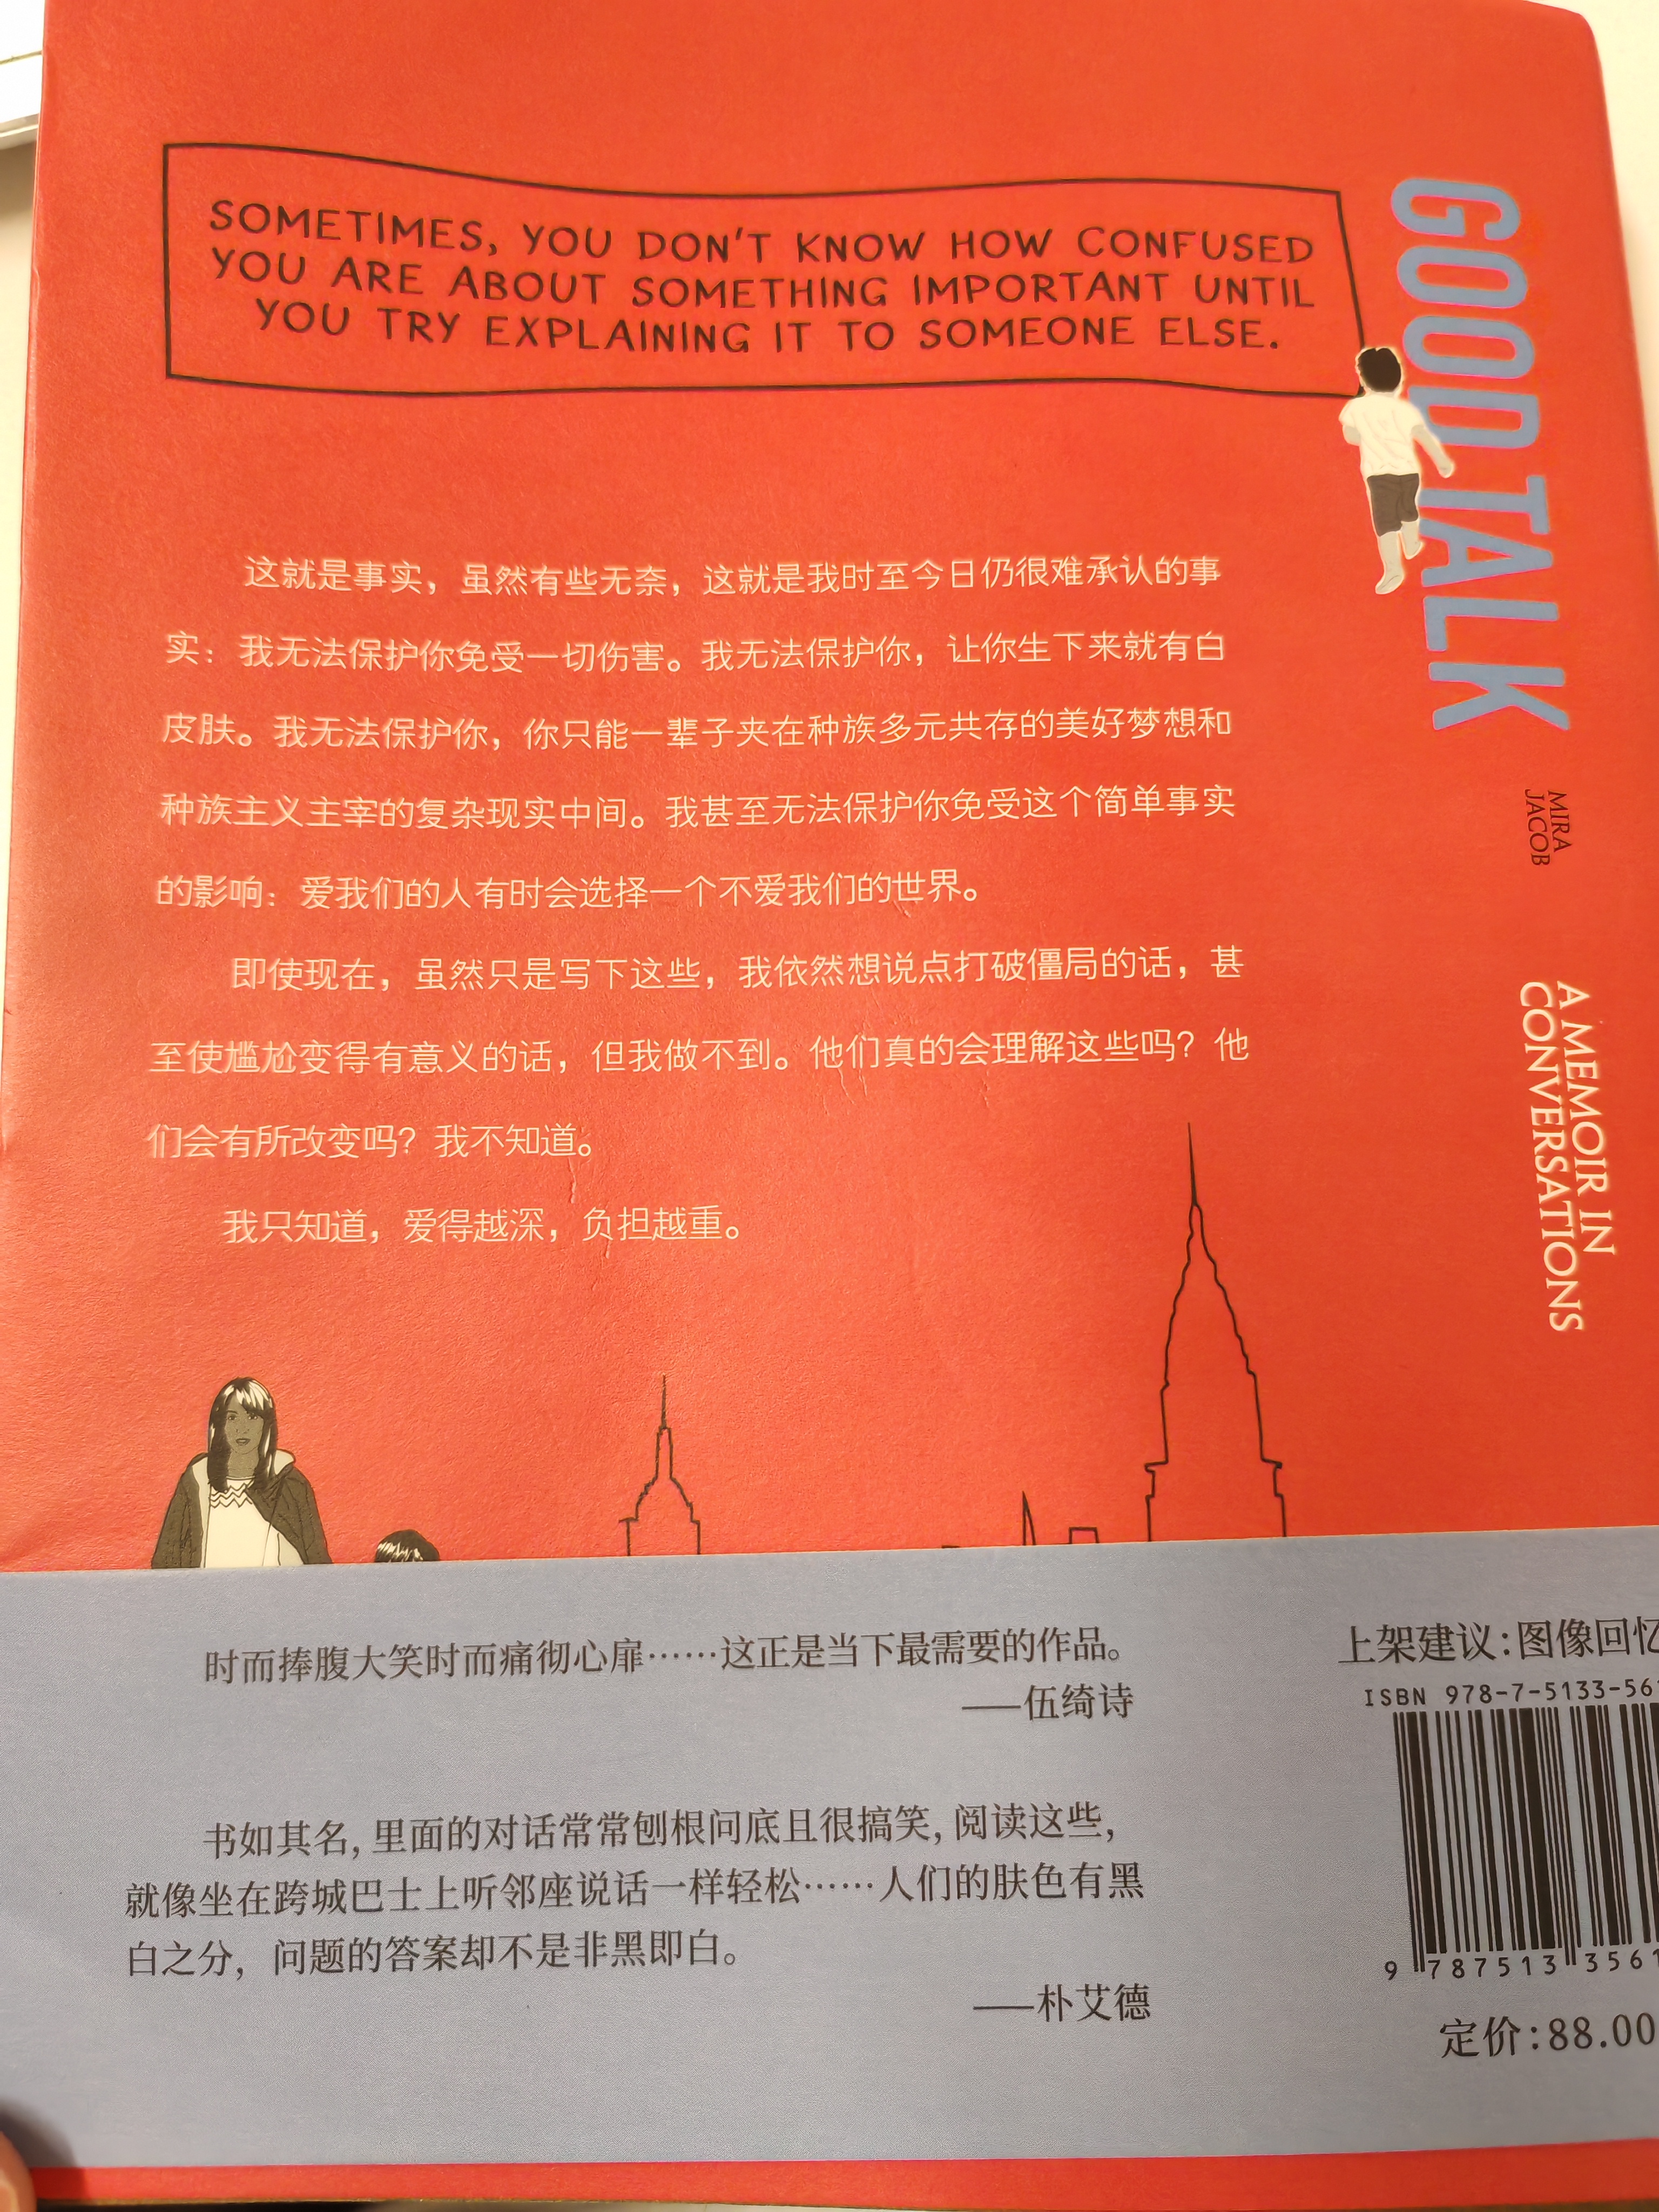 SOMETIMES, YOU DON'T KNOW HOW CONFUSED
YOU ARE ABOUT SOMETHING IMPORTANT UNTIL
YOU TRY EXPLAINING IT TO SOMEONE ELSE.
GOOD TALK
MIRA
JACOB
A MEMOIR IN
CONVERSATIONS
这就是事实，虽然有些无奈，这就是我时至今日仍很难承认的事
实：我无法保护你免受一切伤害。我无法保护你，让你生下来就有白
皮肤。我无法保护你，你只能一辈子夹在种族多元共存的美好梦想和
种族主义主宰的复杂现实中间。我甚至无法保护你免受这个简单事实
的影响：爱我们的人有时会选择一个不爱我们的世界。
即使现在，虽然只是写下这些，我依然想说点打破僵局的话，甚
至使尴尬变得有意义的话，但我做不到。他们真的会理解这些吗？他
们会有所改变吗？我不知道。
我只知道，爱得越深，负担越重。
时而捧腹大笑时而痛彻心扉……这正是当下最需要的作品。
——伍绮诗
书如其名，里面的对话常常刨根问底且很搞笑，阅读这些，
就像坐在跨城巴士上听邻座说话一样轻松……人们的肤色有黑
白之分，问题的答案却不是非黑即白。
——朴艾德
上架建议：图像回忆
ISBN 978-7-5133-56
9 787513 3561
定价：88.00